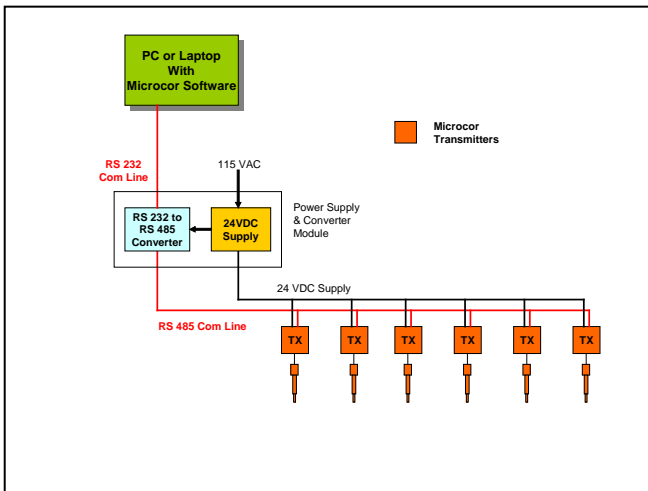 PC or Laptop
With
Microcor Software
Microcor
Transmitters
RS 232
Com Line
115 VAC
RS 232 to
RS 485
Converter
24VDC
Supply
Power Supply
& Converter
Module
24 VDC Supply
RS 485 Com Line
TX
TX
TX
TX
TX
TX